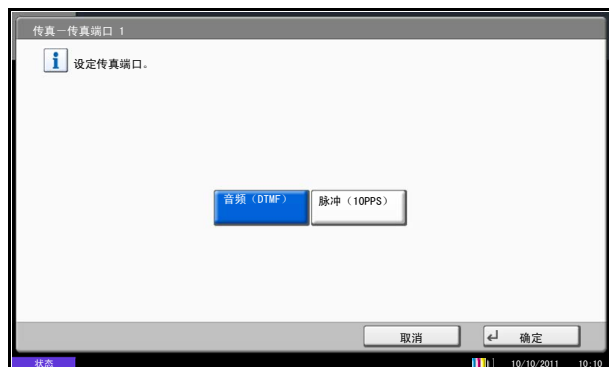 传真－传真端口 1
设定传真端口。
音频（DTMF） 脉冲（10PPS）
取消 确定
状态 10/10/2011 10:10